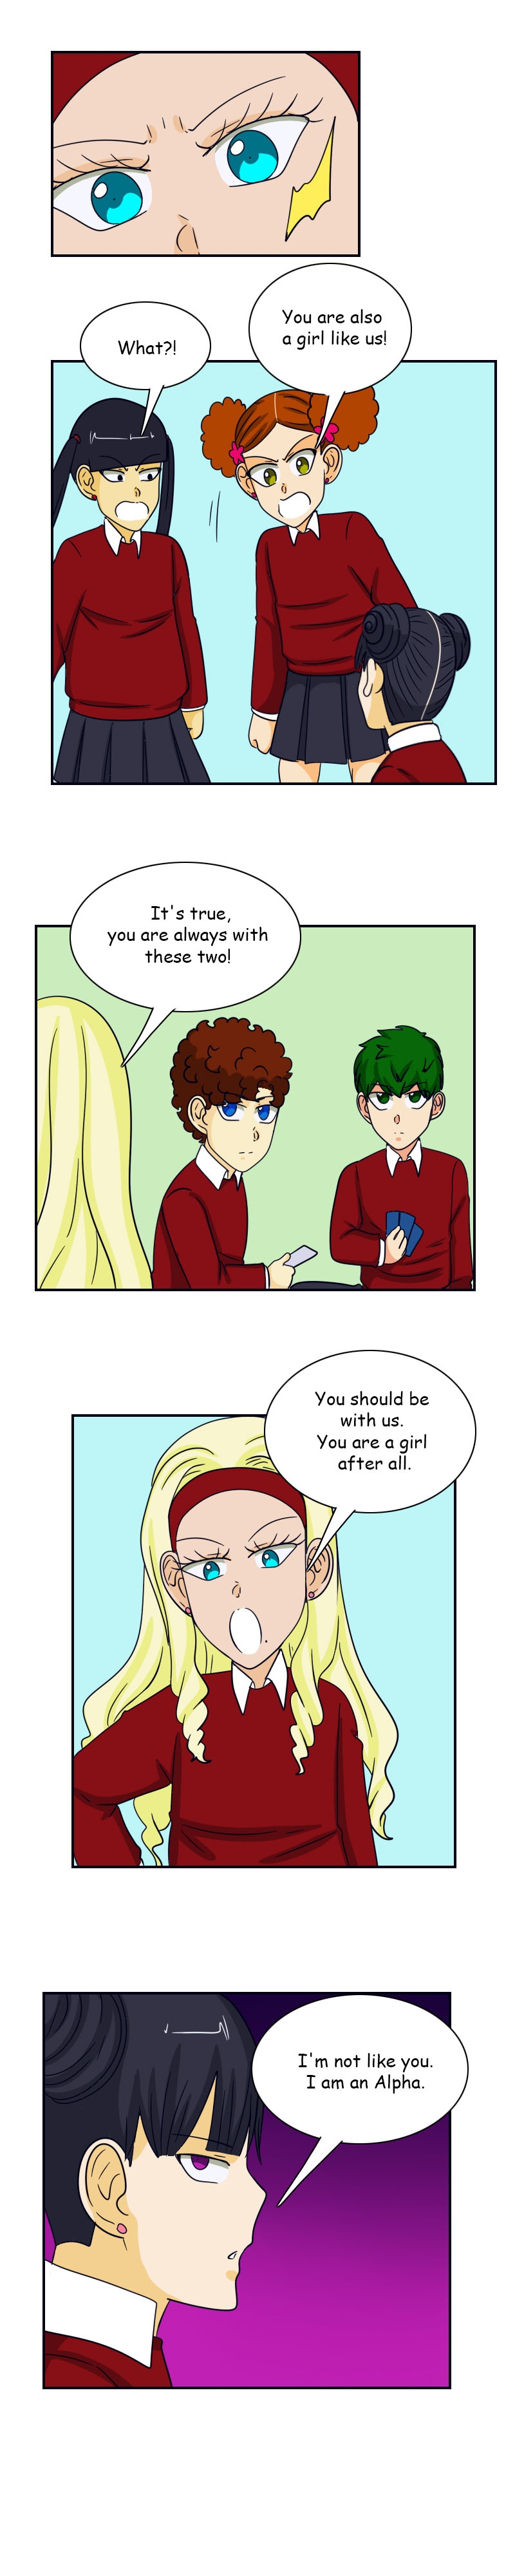 What?!
You are also
a girl like us!
It's true,
you are always with
these two!
You should be
with us.
You are a girl
after all.
I'm not like you.
I am an Alpha.